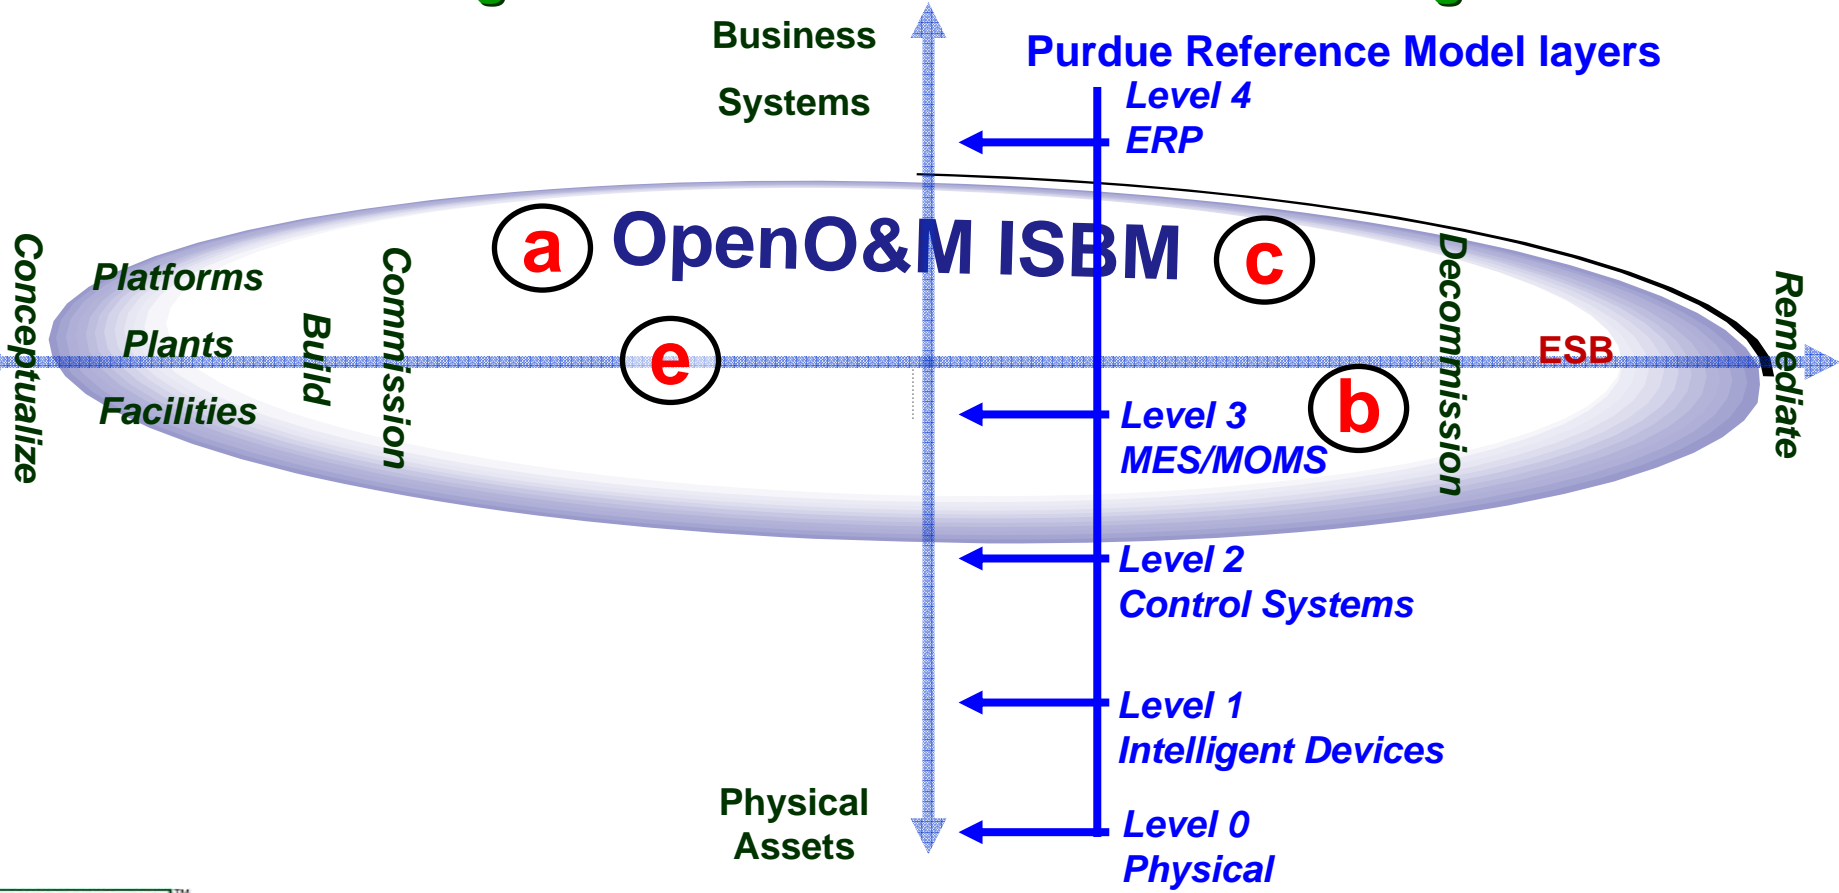 Business
Systems
Purdue Reference Model layers
Level 4
ERP
a
OpenO&M ISBM
c
Conceptualize
Platforms
Plants
Facilities
Build
Commission
e
Decommission
ESB
Remediate
b
Level 3
MES/MOMS
Level 2
Control Systems
Level 1
Intelligent Devices
Physical
Assets
Level 0
Physical
TM